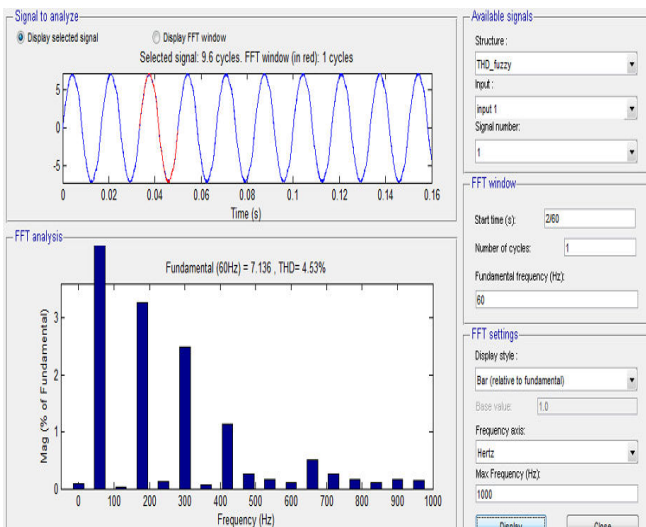 Signal to analyze
Display selected signal
Display FFT window
Selected signal: 9.6 cycles. FFT window (in red): 1 cycles
5
0
-5
0 0.02 0.04 0.06 0.08 0.1 0.12 0.14 0.16
Time (s)
FFT analysis
Fundamental (60Hz) = 7.136 , THD= 4.53%
Mag (% of Fundamental)
3
2
1
0
0 100 200 300 400 500 600 700 800 900 1000
Frequency (Hz)
Available signals
Structure :
THD_fuzzy
Input :
input 1
Signal number:
1
FFT window
Start time (s): 2/60
Number of cycles: 1
Fundamental frequency (Hz):
60
FFT settings
Display style :
Bar (relative to fundamental)
Base value: 1.0
Frequency axis:
Hertz
Max Frequency (Hz):
1000
Display Close